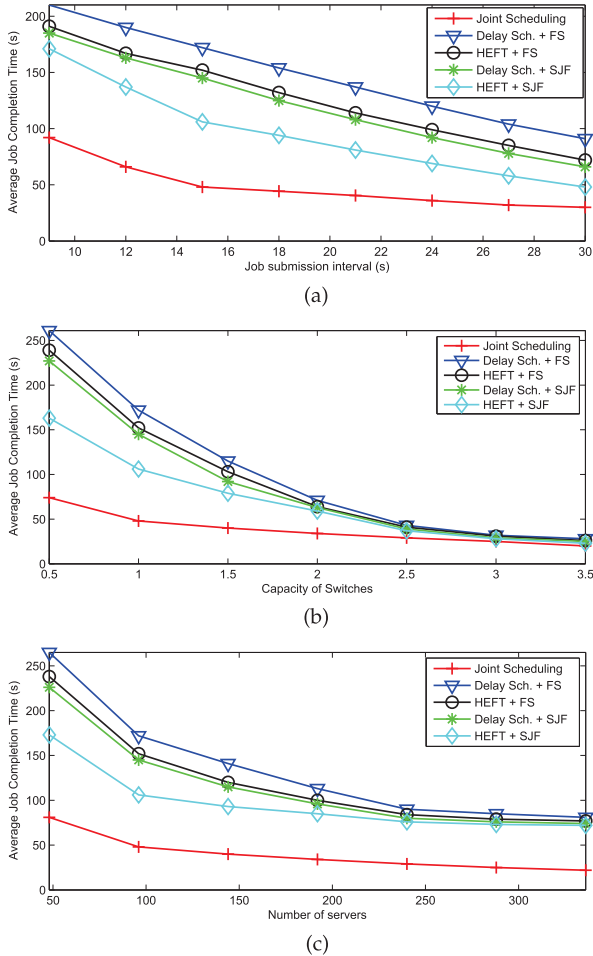 200
150
100
50
0
Average Job Completion Time (s)
Joint Scheduling
Delay Sch. + FS
HEFT + FS
Delay Sch. + SJF
HEFT + SJF
10 12 14 16 18 20 22 24 26 28 30
Job submission interval (s)
(a)
250
200
150
100
50
0
Average Job Completion Time (s)
Joint Scheduling
Delay Sch. + FS
HEFT + FS
Delay Sch. + SJF
HEFT + SJF
0.5 1 1.5 2 2.5 3 3.5
Capacity of Switches
(b)
250
200
150
100
50
0
Average Job Completion Time (s)
Joint Scheduling
Delay Sch. + FS
HEFT + FS
Delay Sch. + SJF
HEFT + SJF
50 100 150 200 250 300
Number of servers
(c)